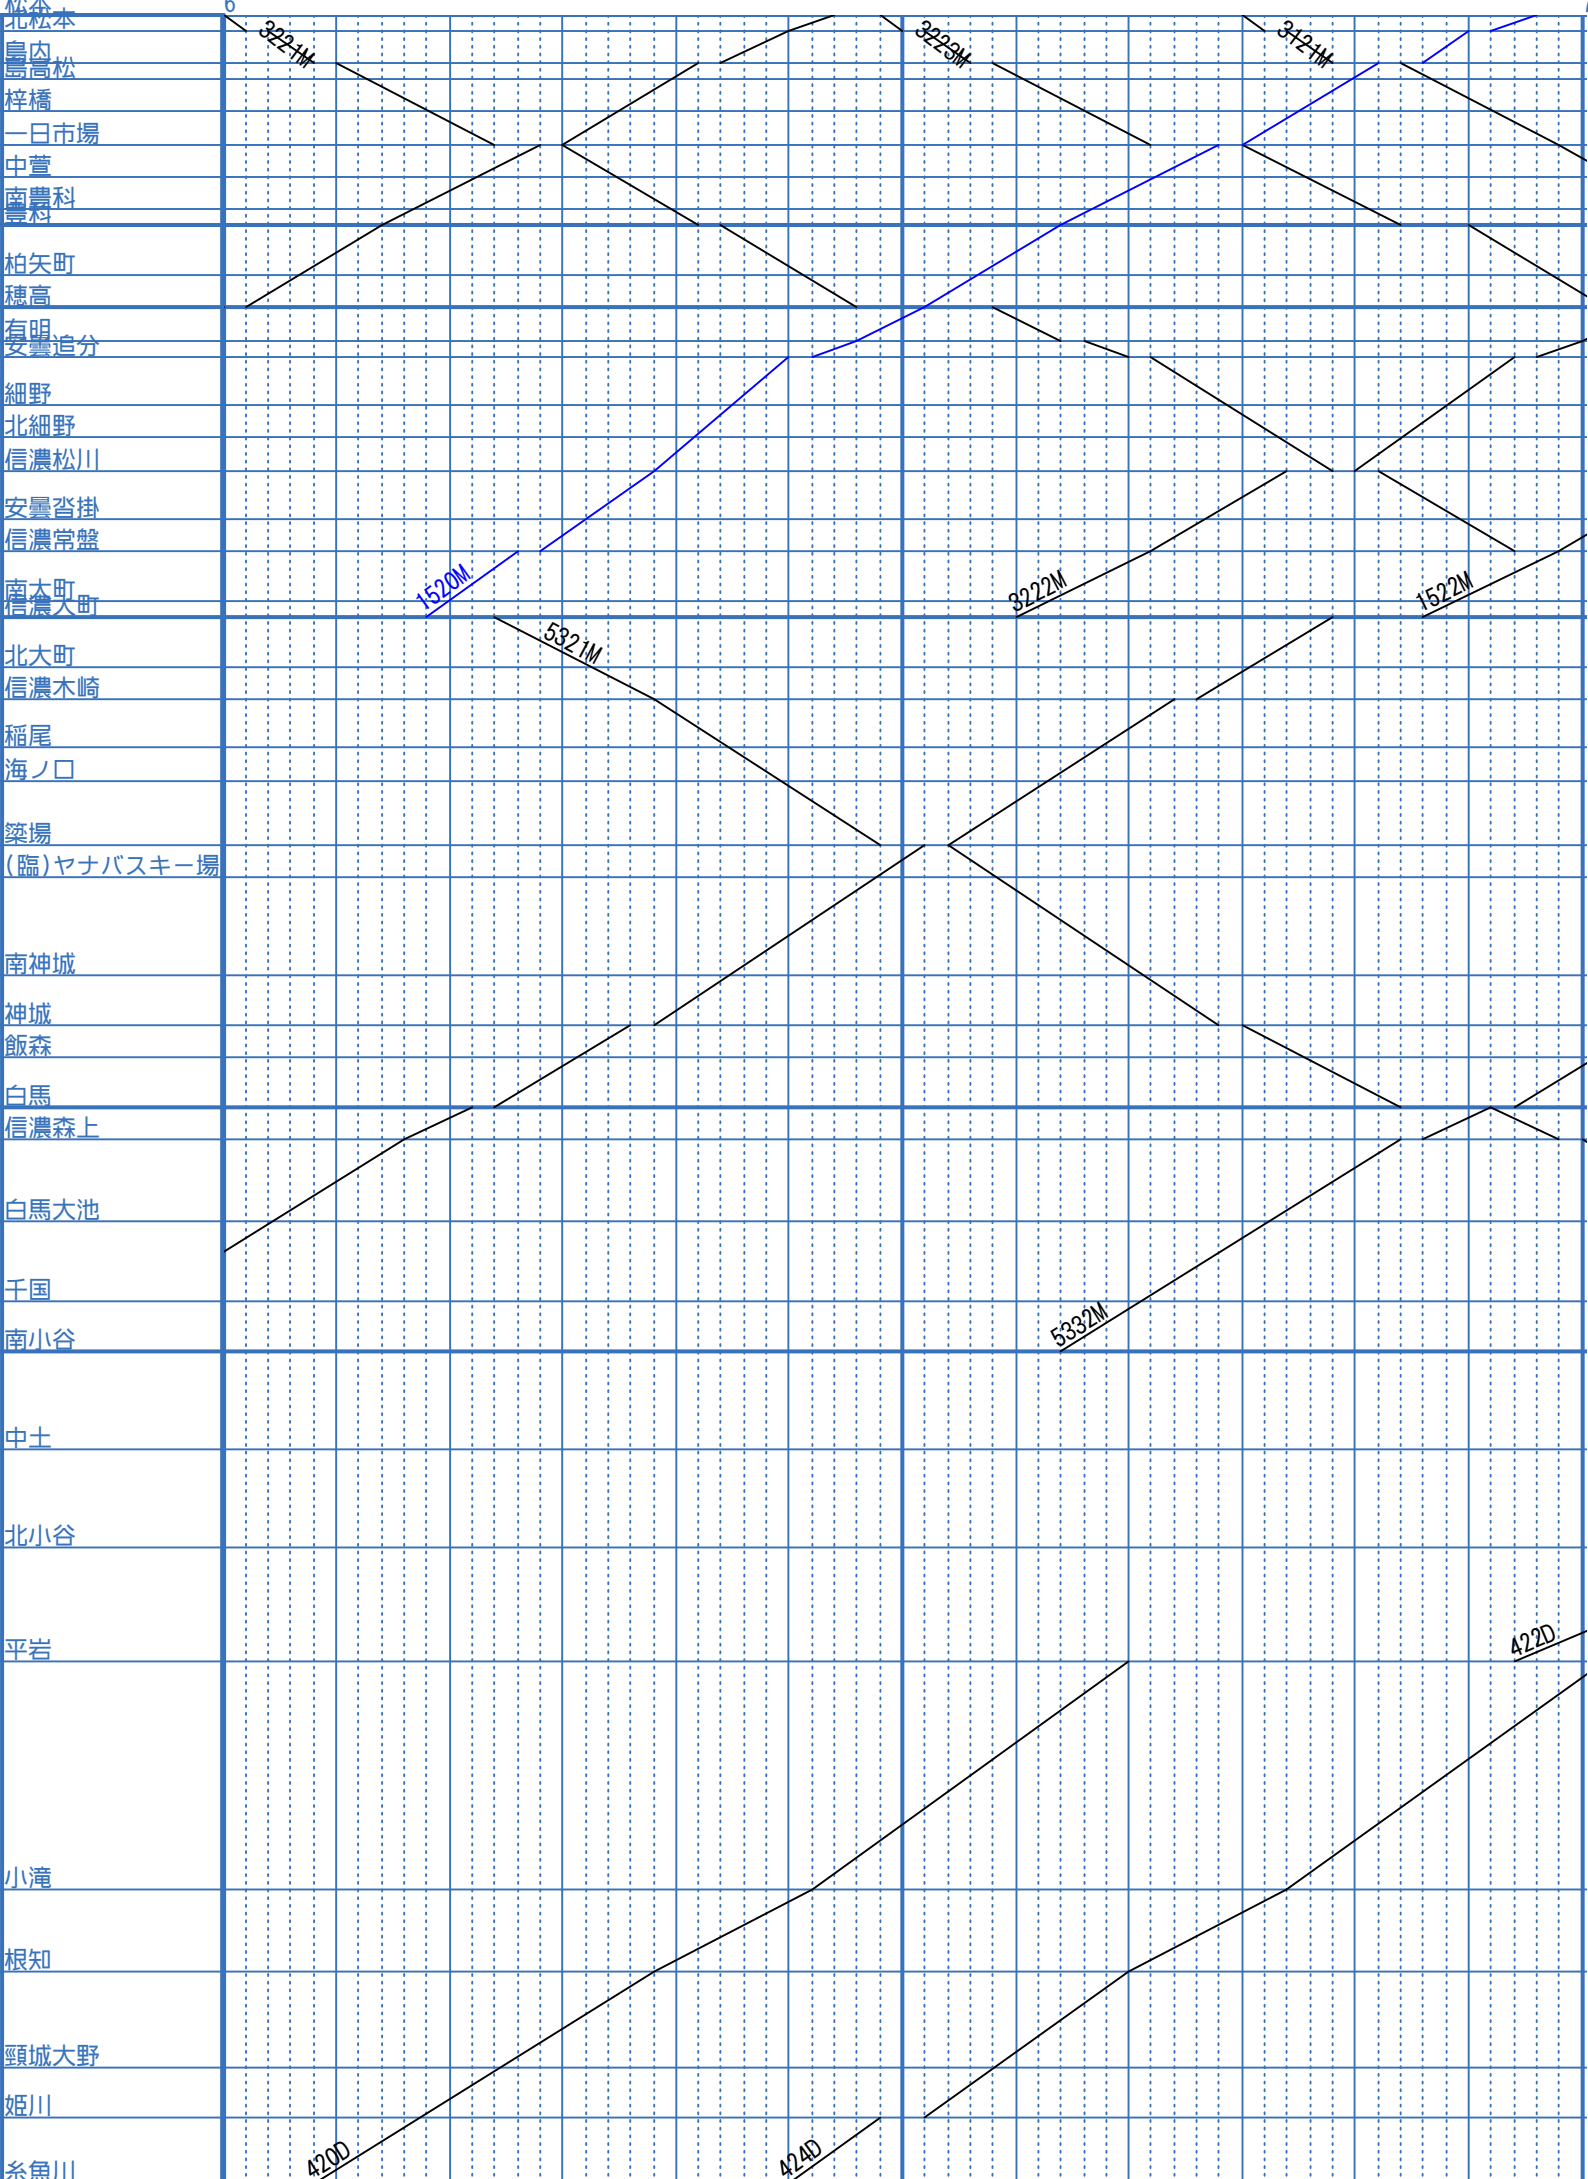 松本
6
北松本
3221M
3223M
3121M
島内
島高松
梓橋
一日市場
中萱
南豊科
豊科
柏矢町
穂高
有明
安曇追分
細野
北細野
信濃松川
安曇沓掛
信濃常盤
南大町
1520M
3222M
1522M
信濃大町
5321M
北大町
信濃木崎
稲尾
海ノ口
簗場
(臨)ヤナバスキー場
南神城
神城
飯森
白馬
信濃森上
白馬大池
千国
5332M
南小谷
中土
北小谷
平岩
422D
小滝
根知
頸城大野
姫川
420D
424D
糸魚川